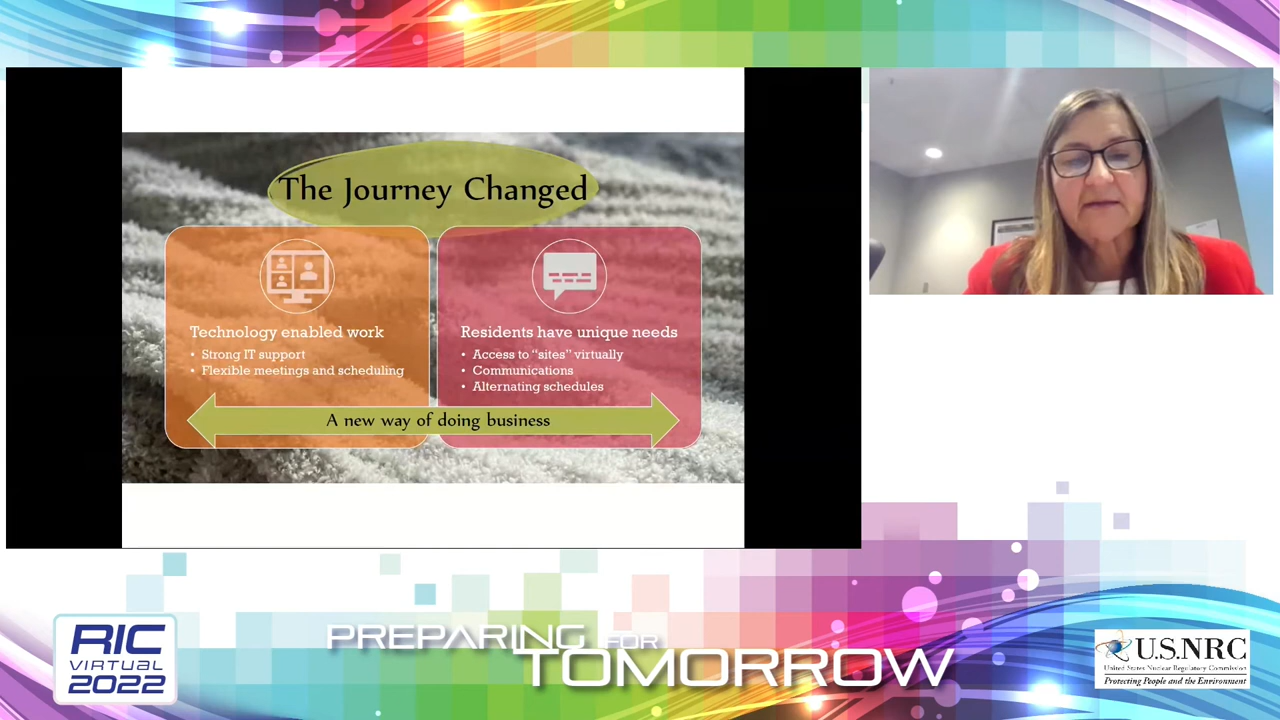 The Journey Changed
Technology enabled work
• Strong IT support
• Flexible meetings and scheduling
Residents have unique needs
• Access to “sites” virtually
• Communications
• Alternating schedules
A new way of doing business
RIC
VIRTUAL
2022
PREPARING FOR
TOMORROW
U.S.NRC
United States Nuclear Regulatory Commission
Protecting People and the Environment